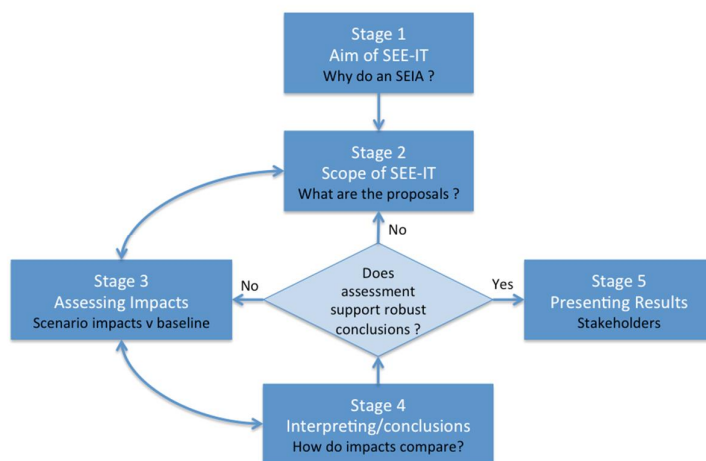 Stage 1
Aim of SEE-IT
Why do an SEIA ?
Stage 2
Scope of SEE-IT
What are the proposals ?
No
Stage 3
Assessing Impacts
Scenario impacts v baseline
No
Does
assessment
support robust
conclusions ?
Yes
Stage 5
Presenting Results
Stakeholders
Stage 4
Interpreting/conclusions
How do impacts compare?